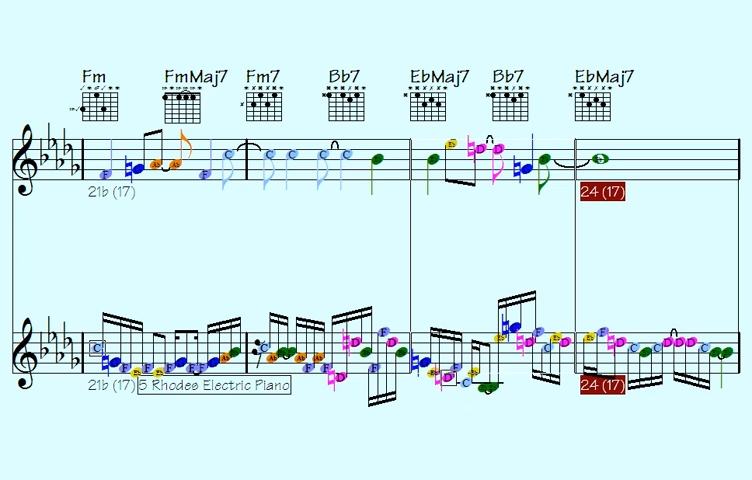 Fm FmMaj7 Fm7 Bb7 EbMaj7 Bb7 EbMaj7
21b (17) 24 (17)
21b (17) 5 Rhodes Electric Piano 24 (17)